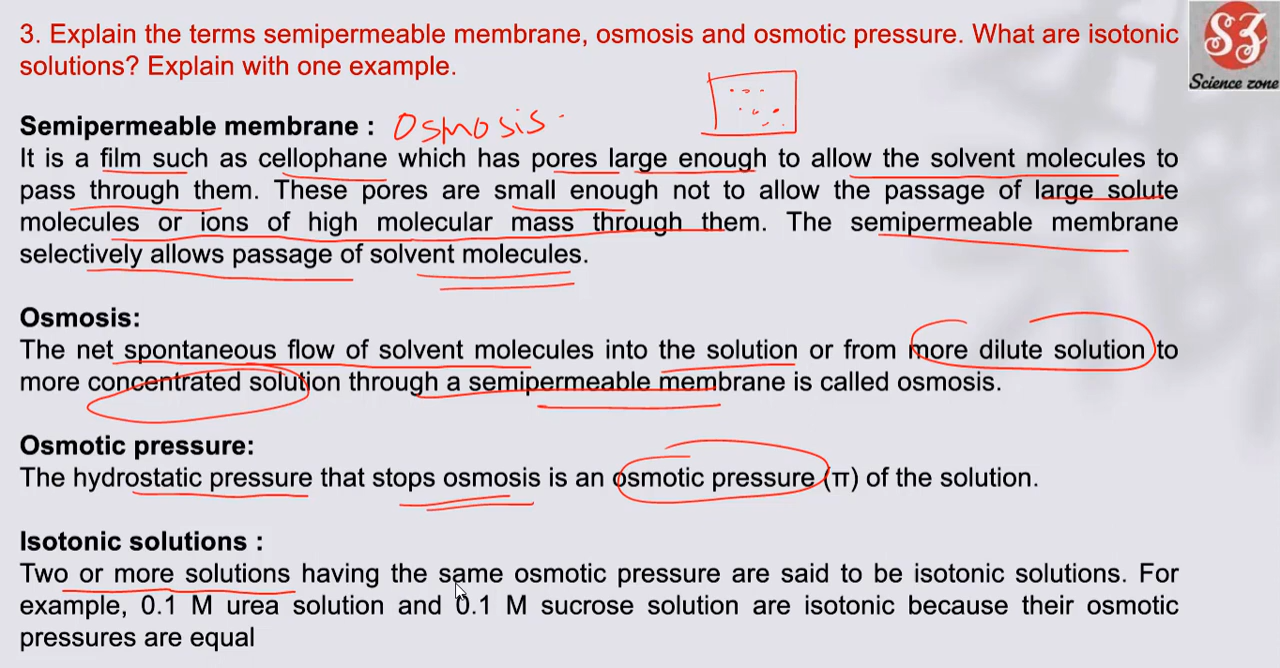 3. Explain the terms semipermeable membrane, osmosis and osmotic pressure. What are isotonic
solutions? Explain with one example.
SZ
Science zone
Semipermeable membrane : Osmosis
It is a film such as cellophane which has pores large enough to allow the solvent molecules to
pass through them. These pores are small enough not to allow the passage of large solute
molecules or ions of high molecular mass through them. The semipermeable membrane
selectively allows passage of solvent molecules.
Osmosis:
The net spontaneous flow of solvent molecules into the solution or from more dilute solution to
more concentrated solution through a semipermeable membrane is called osmosis.
Osmotic pressure:
The hydrostatic pressure that stops osmosis is an osmotic pressure (π) of the solution.
Isotonic solutions :
Two or more solutions having the same osmotic pressure are said to be isotonic solutions. For
example, 0.1 M urea solution and 0.1 M sucrose solution are isotonic because their osmotic
pressures are equal